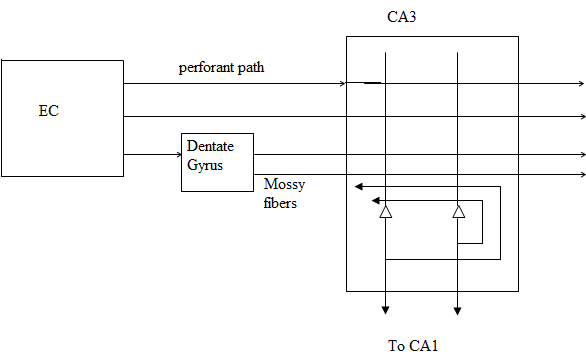 CA3
perforant path
EC
Dentate
Gyrus
Mossy
fibers
To CA1